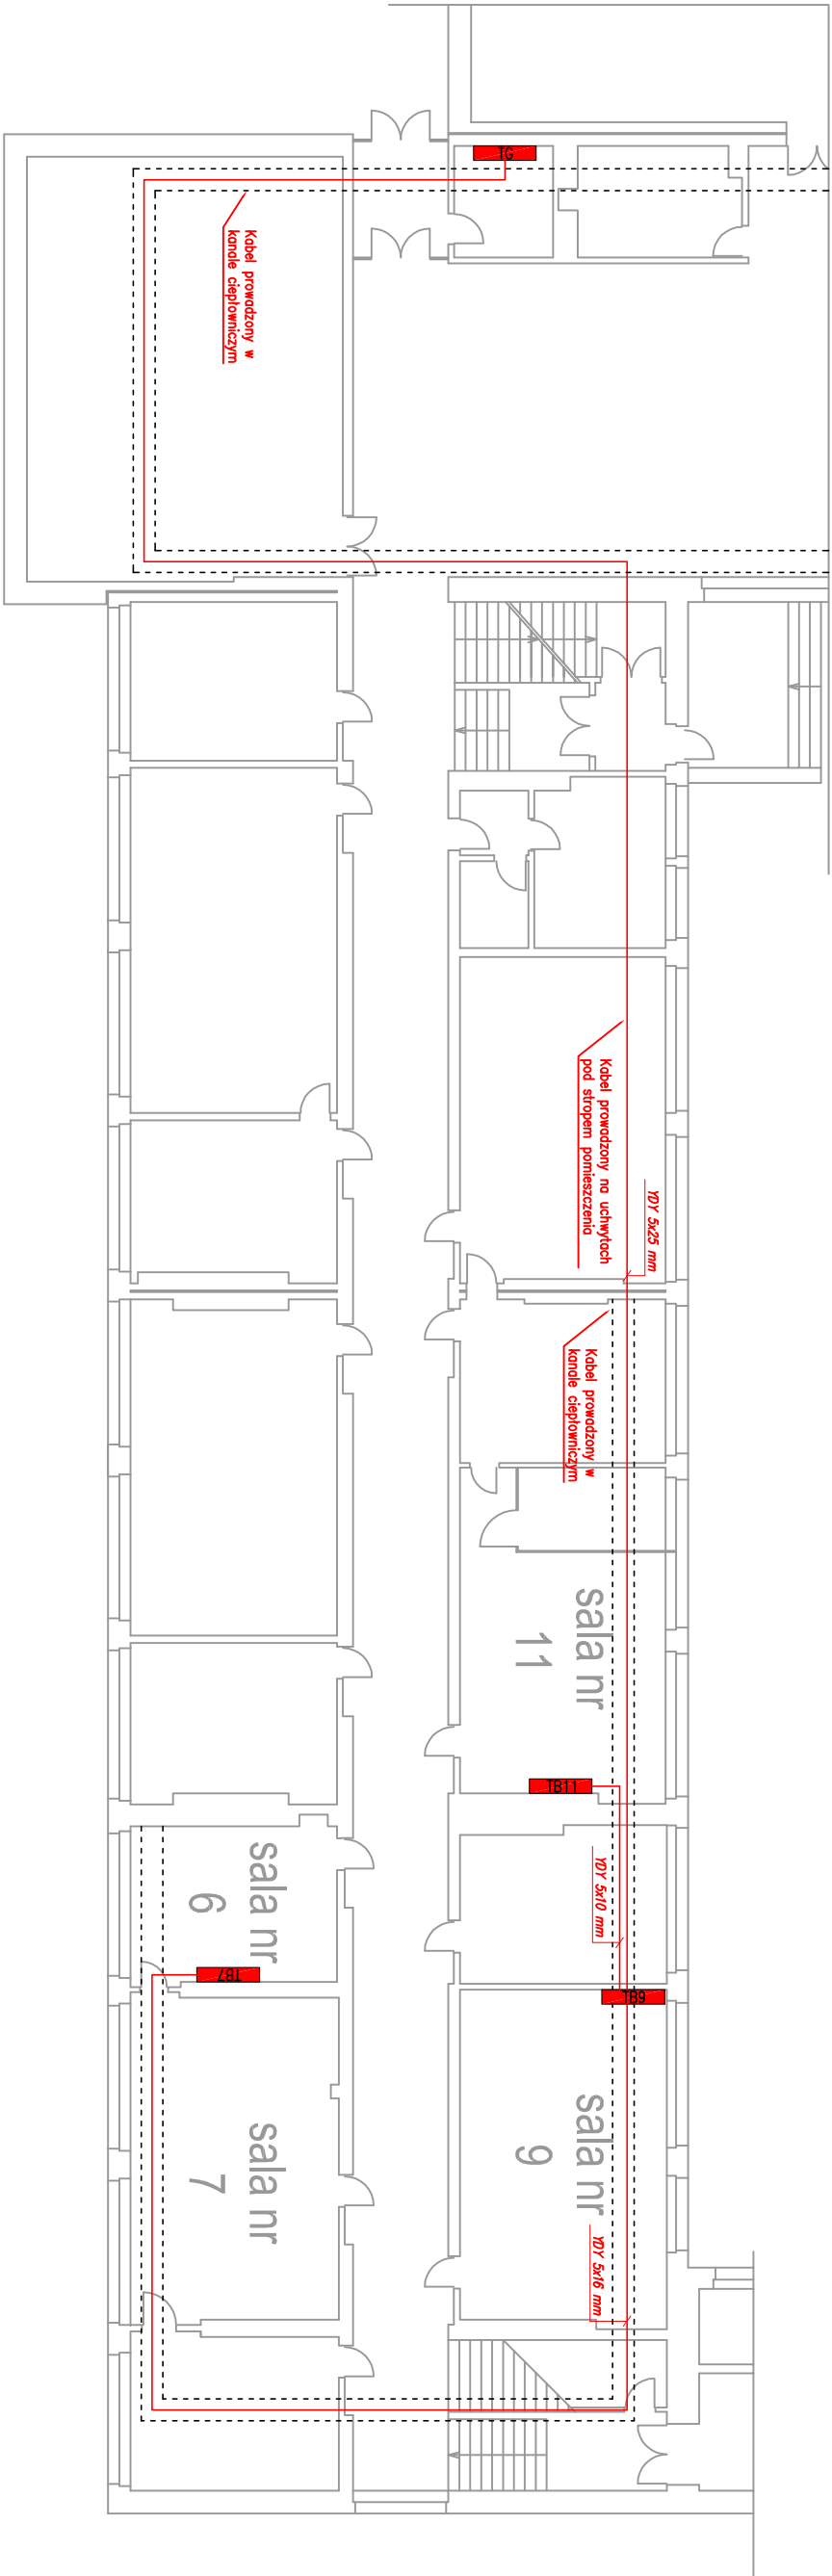 TG
Kabel prowadzony w
kanale ciepłowniczym
Kabel prowadzony na uchwytach
pod stropem pomieszczenia
YDY 5x25 mm
Kabel prowadzony w
kanale ciepłowniczym
sala nr
11
TB11
YDY 5x10 mm
sala nr
6
TB7
TB9
sala nr
7
sala nr
9
YDY 5x16 mm